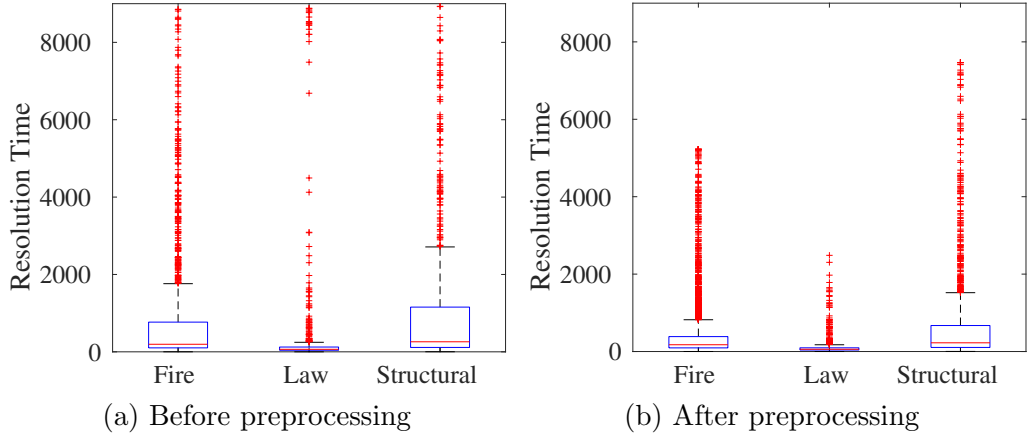 Resolution Time
8000
6000
4000
2000
0
Fire Law Structural
(a) Before preprocessing
Resolution Time
8000
6000
4000
2000
0
Fire Law Structural
(b) After preprocessing